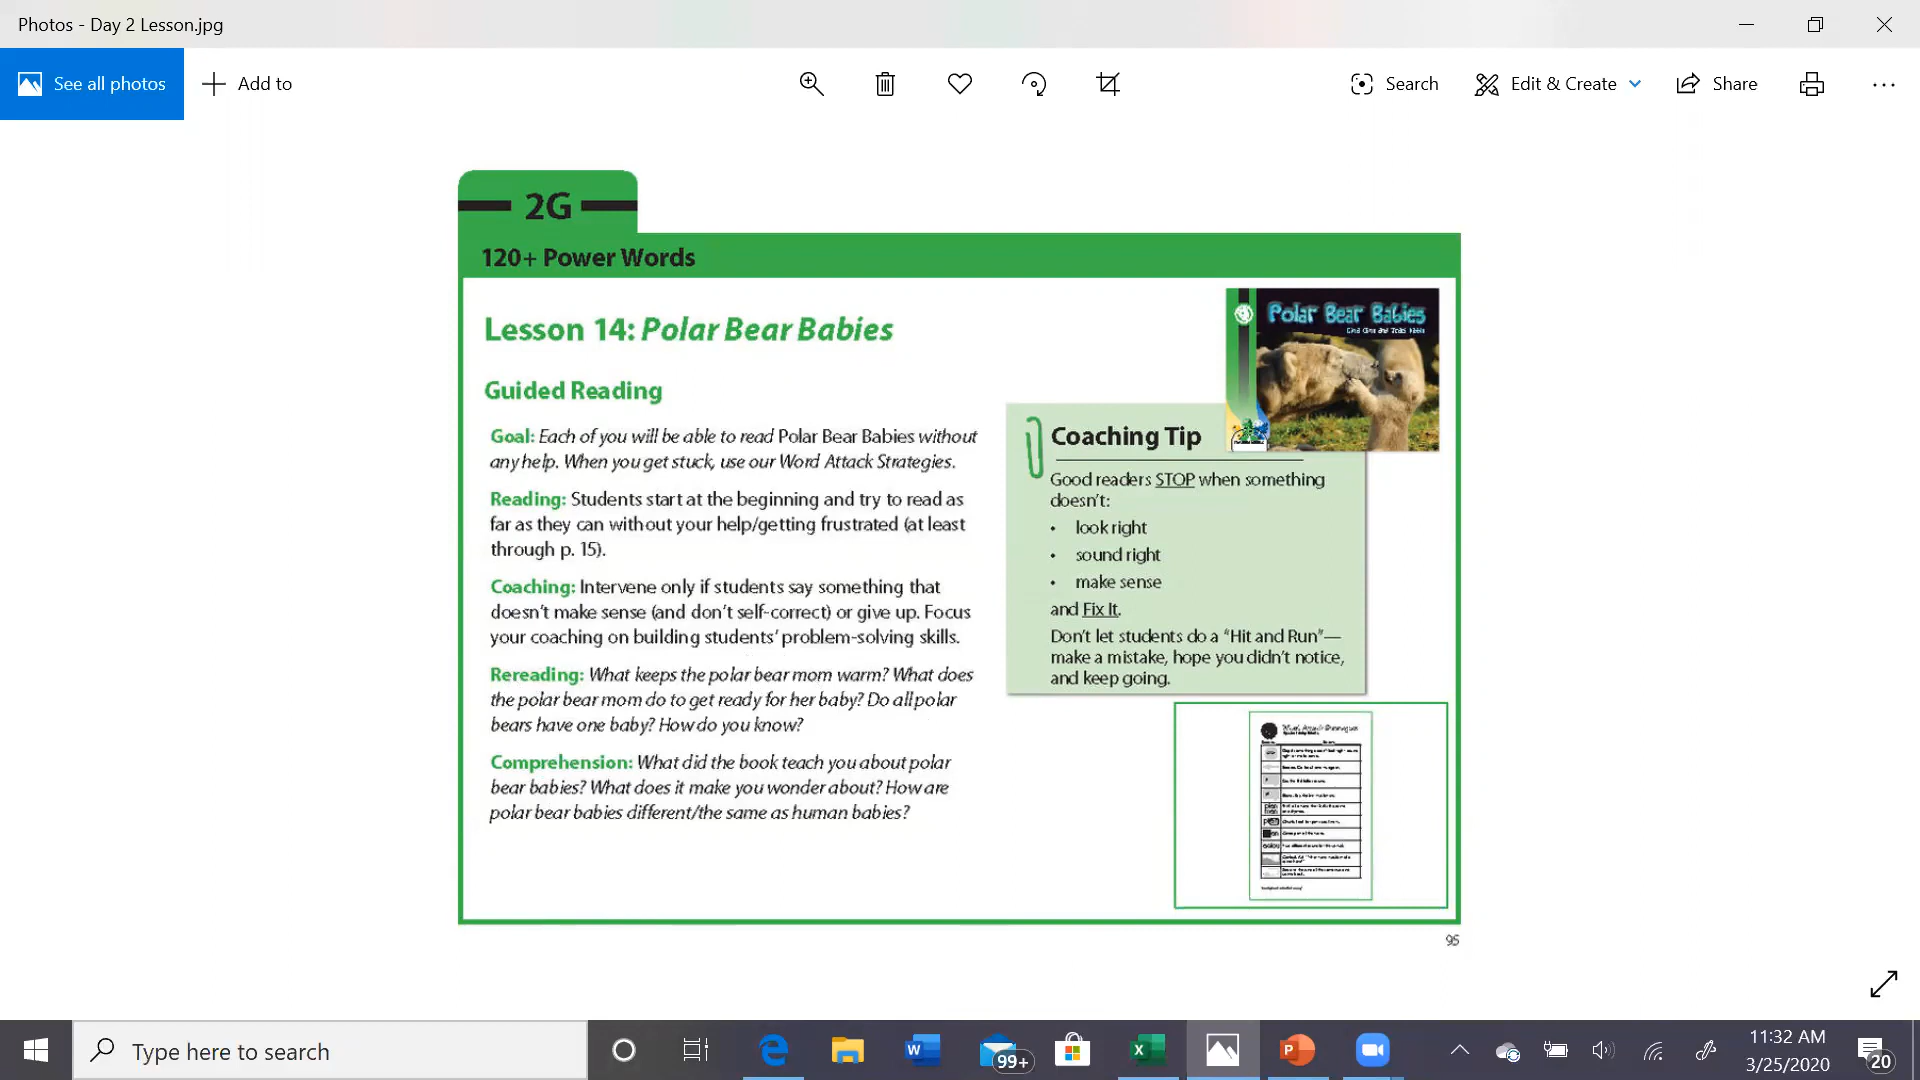 Photos - Day 2 Lesson.jpg
See all photos
Add to
Search
Edit & Create
Share
2G
120+ Power Words
Lesson 14: Polar Bear Babies
Polar Bear Babies
Guided Reading
Goal: Each of you will be able to read Polar Bear Babies without
any help. When you get stuck, use our Word Attack Strategies.
Reading: Students start at the beginning and try to read as
far as they can without your help/getting frustrated (at least
through p. 15).
Coaching: Intervene only if students say something that
doesn't make sense (and don't self-correct) or give up. Focus
your coaching on building students' problem-solving skills.
Rereading: What keeps the polar bear mom warm? What does
the polar bear mom do to get ready for her baby? Do all polar
bears have one baby? How do you know?
Comprehension: What did the book teach you about polar
bear babies? What does it make you wonder about? How are
polar bear babies different/the same as human babies?
Coaching Tip
Good readers STOP when something
doesn't:
• look right
• sound right
• make sense
and Fix It.
Don't let students do a "Hit and Run"—
make a mistake, hope you didn't notice,
and keep going.
Word Attack Strategies
95
Type here to search
99+
11:32 AM
3/25/2020
20